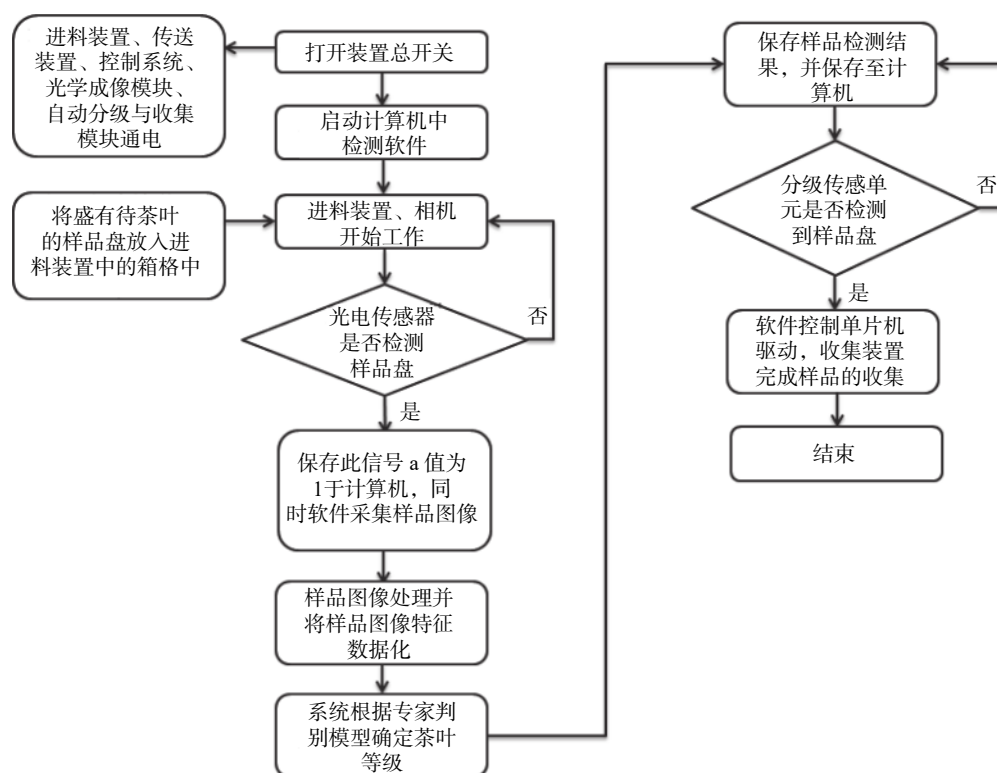 进料装置、传送
装置、控制系统、
光学成像模块、
自动分级与收集
模块通电
打开装置总开关
启动计算机中
检测软件
将盛有待茶叶
的样品盘放入进
料装置中的箱格中
进料装置、相机
开始工作
光电传感器
是否检测
样品盘
否
是
保存此信号 a 值为
1于计算机，同
时软件采集样品图像
样品图像处理并
将样品图像特征
数据化
系统根据专家判
别模型确定茶叶
等级
保存样品检测结
果，并保存至计
算机
分级传感单
元是否检测
到样品盘
否
是
软件控制单片机
驱动，收集装置
完成样品的收集
结束